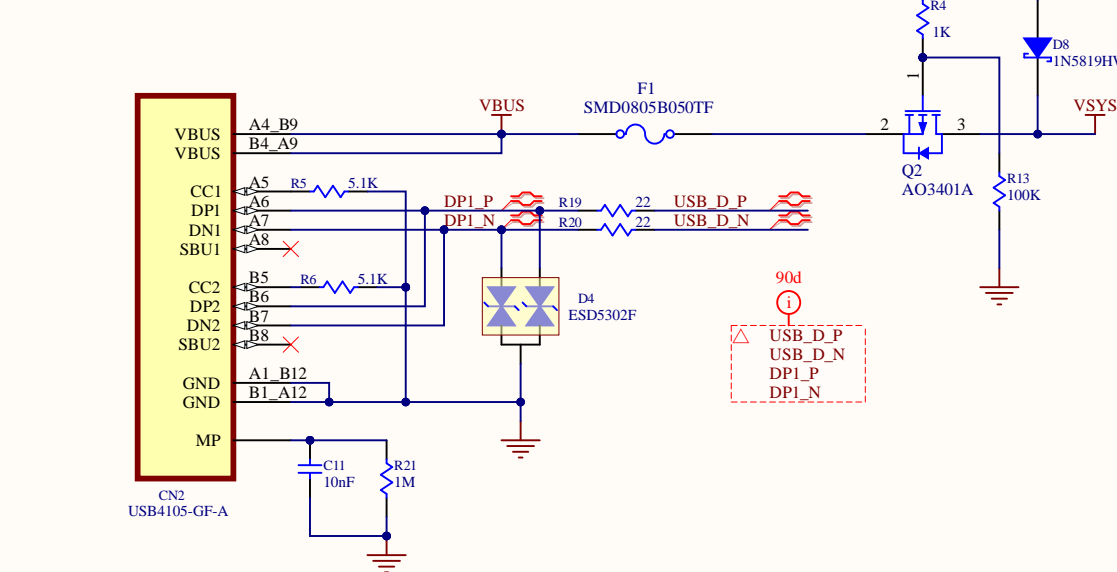 R4
1K
D8
1N5819HW
1
F1
SMD0805B050TF
VBUS
VSYS
A4_B9
VBUS
2
3
B4_A9
VBUS
Q2
AO3401A
A5
CC1
R5
5.1K
R13
100K
A6
DP1
DP1_P
R19
22
USB_D_P
A7
DN1
DP1_N
R20
22
USB_D_N
A8
SBU1
B5
CC2
R6
5.1K
90d
i
B6
DP2
D4
ESD5302F
B7
DN2
B8
SBU2
USB_D_P
USB_D_N
DP1_P
DP1_N
A1_B12
GND
B1_A12
GND
MP
C11
10nF
R21
1M
CN2
USB4105-GF-A